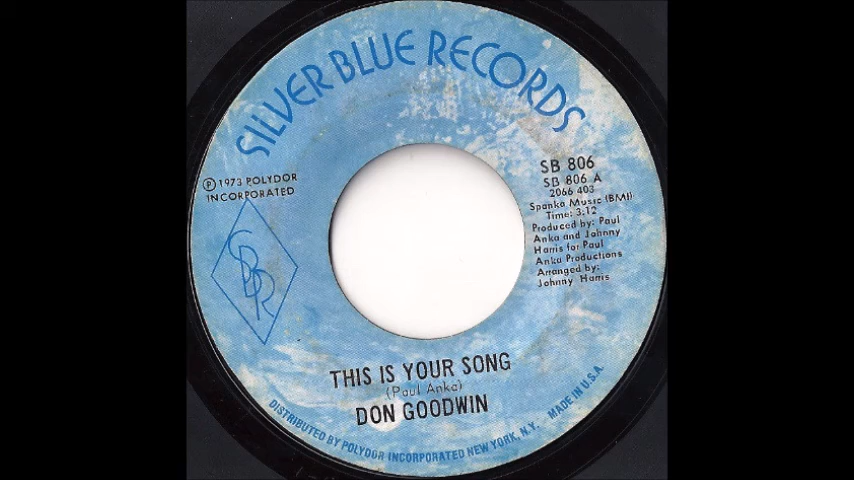 SILVER BLUE RECORDS
Ⓟ 1973 POLYDOR
INCORPORATED
SBR
SB 806
SB 806 A
2066 403
Spanka Music (BMI)
Time: 3:12
Produced by: Paul
Anka and Johnny
Harris for Paul
Anka Productions
Arranged by:
Johnny Harris
THIS IS YOUR SONG
(Paul Anka)
DON GOODWIN
DISTRIBUTED BY POLYDOR INCORPORATED NEW YORK, N.Y. MADE IN U.S.A.